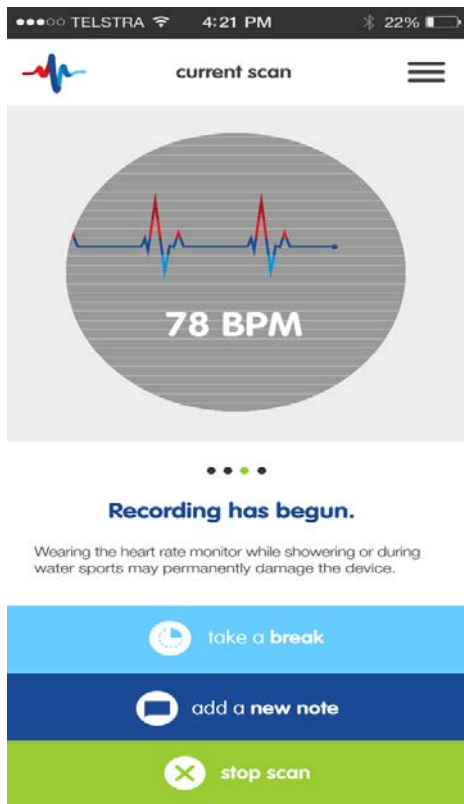 TELSTRA 4:21 PM 22%
current scan
78 BPM
Recording has begun.
Wearing the heart rate monitor while showering or during
water sports may permanently damage the device.
take a break
add a new note
stop scan